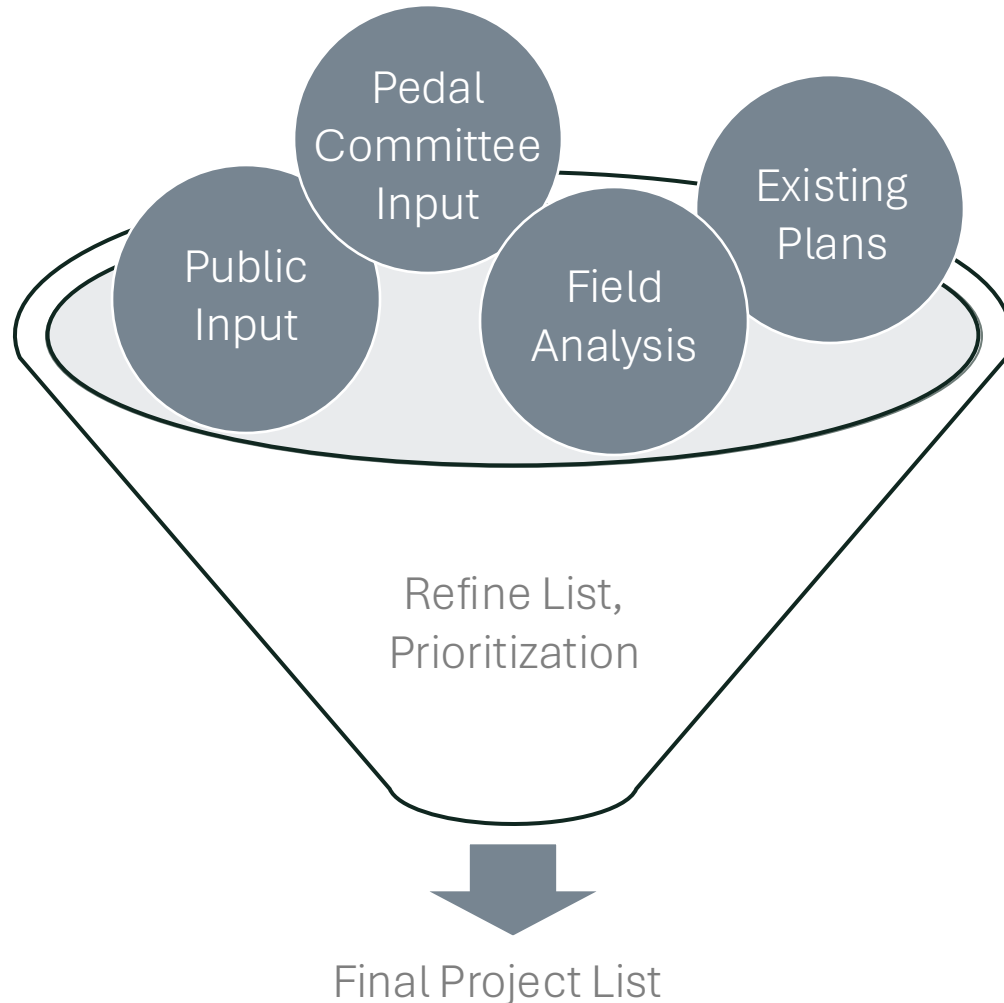 Pedal
Committee
Input
Existing
Plans
Public
Input
Field
Analysis
Refine List,
Prioritization
Final Project List